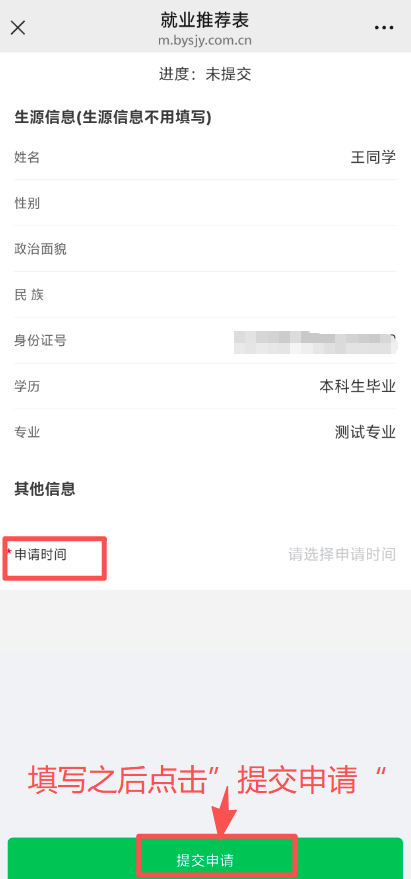 就业推荐表
m.bysjy.com.cn
进度：未提交
生源信息(生源信息不用填写)
姓名 王同学
性别
政治面貌
民 族
身份证号
学历 本科生毕业
专业 测试专业
其他信息
*申请时间 请选择申请时间
填写之后点击”提交申请“
提交申请